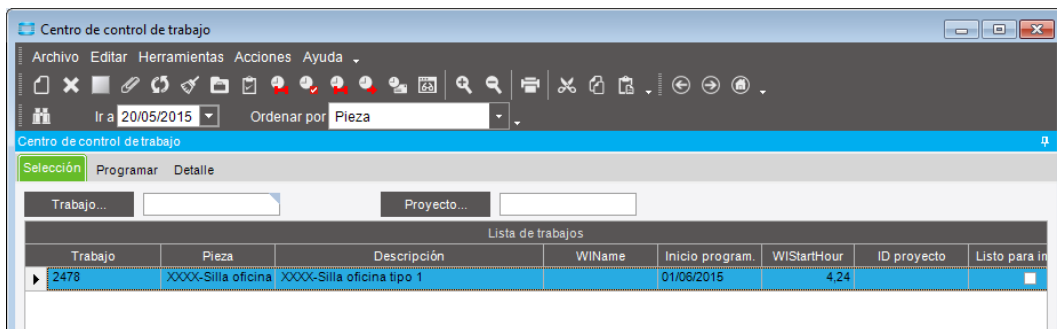 Centro de control de trabajo
Archivo Editar Herramientas Acciones Ayuda
Ir a 20/05/2015 Ordenar por Pieza
Centro de control de trabajo
Selección Programar Detalle
Trabajo... Proyecto...
Lista de trabajos
Trabajo Pieza Descripción WIName Inicio program. WIStartHour ID proyecto Listo para in
2478 XXXX-Silla oficina XXXX-Silla oficina tipo 1 01/06/2015 4,24